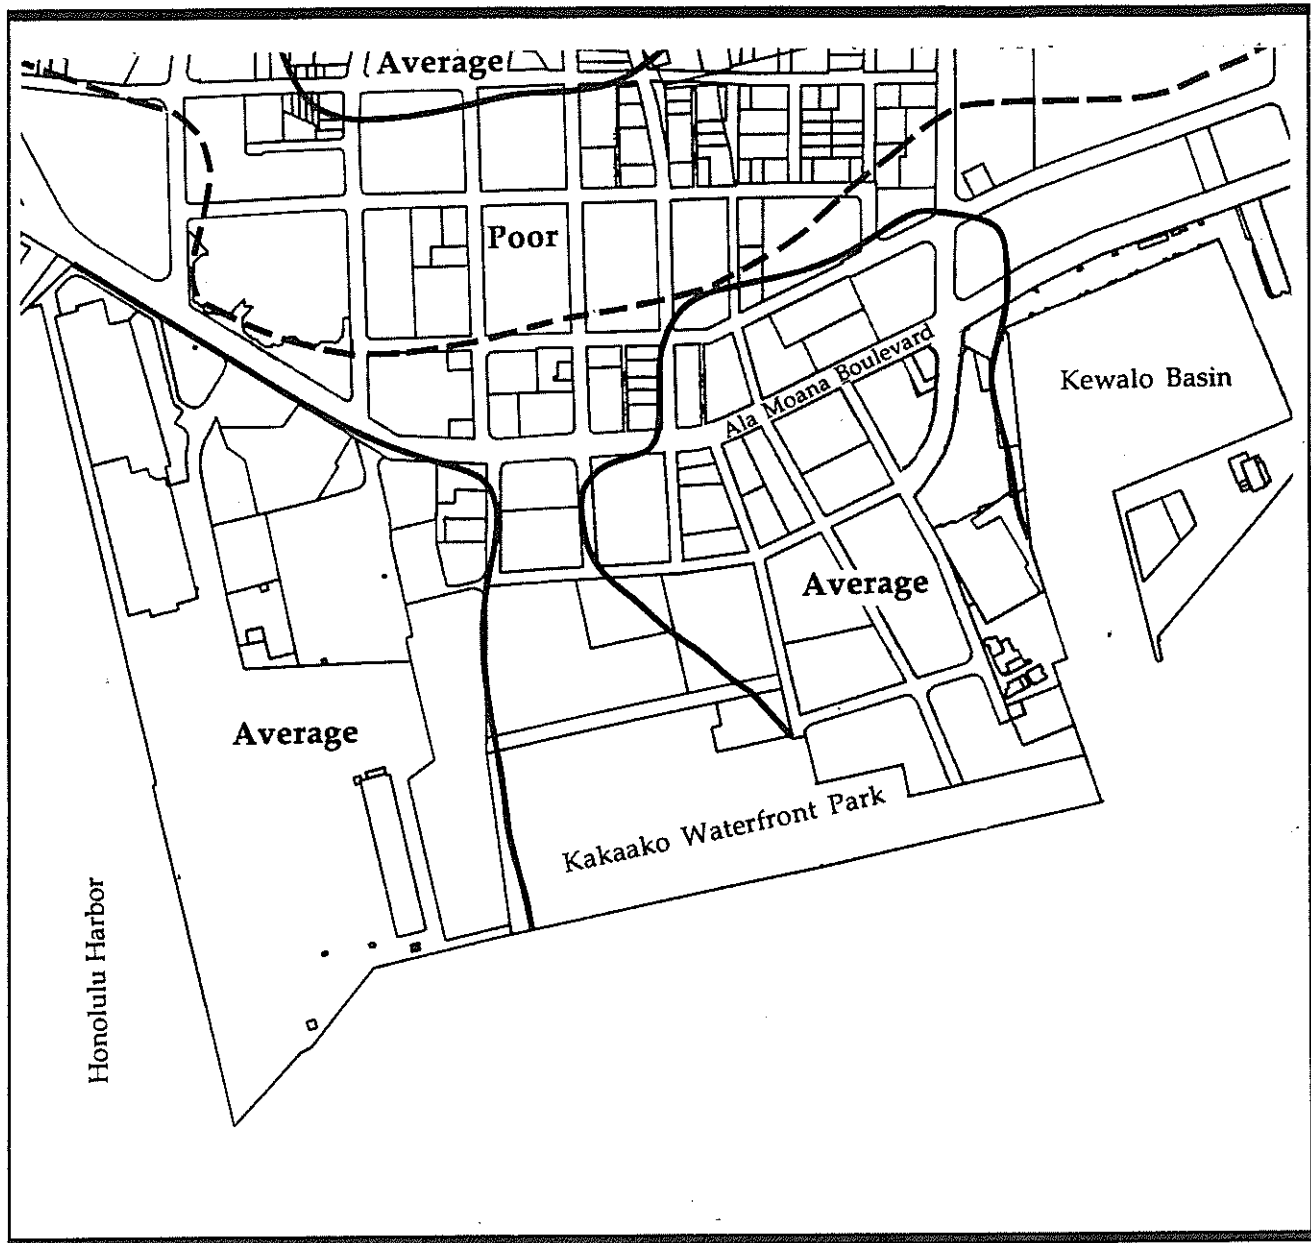 Average
Poor
Ala Moana Boulevard
Kewalo Basin
Average
Average
Kakaako Waterfront Park
Honolulu Harbor